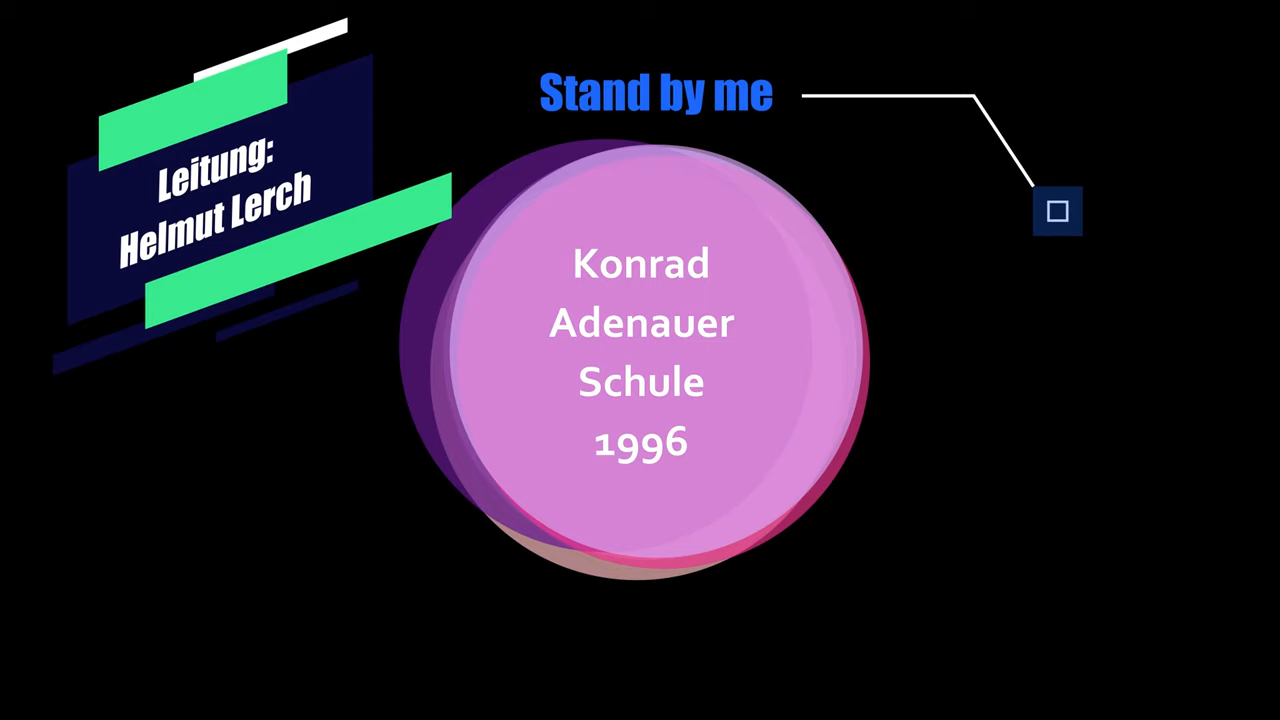 Stand by me
Leitung:
Helmut Lerch
Konrad
Adenauer
Schule
1996